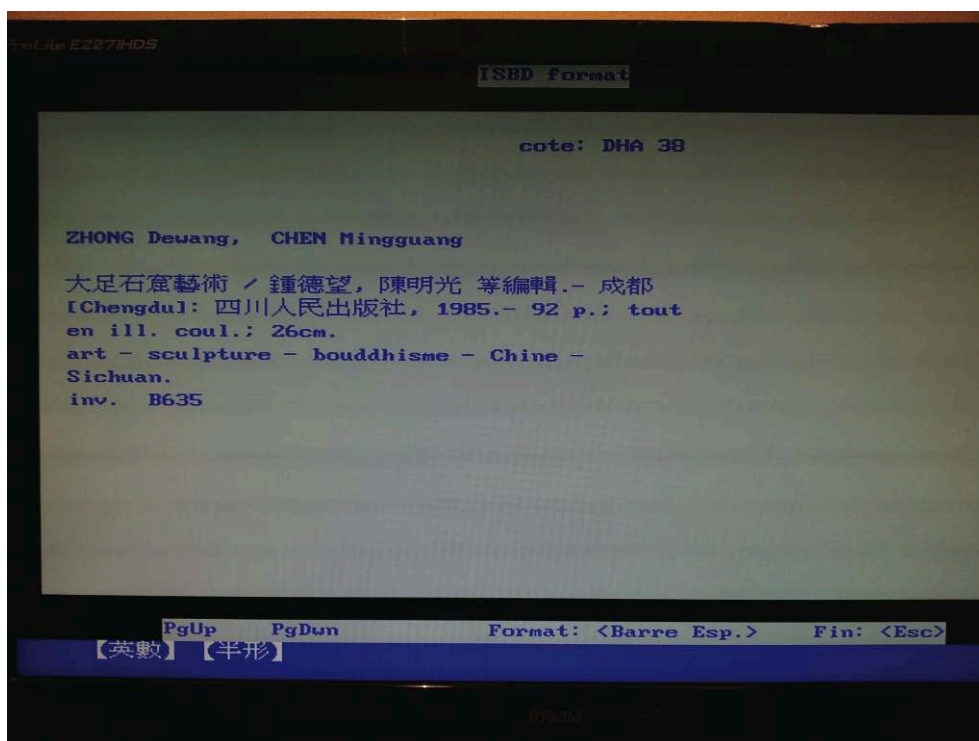 ProLite E2271HDS
ISBD format
cote: DHA 38
ZHONG Dewang, CHEN Mingguang
大足石窟藝術 / 鍾德望, 陳明光 等編輯.- 成都
[Chengdu]: 四川人民出版社, 1985.- 92 p.; tout
en ill. coul.; 26cm.
art - sculpture - bouddhisme - Chine -
Sichuan.
inv. B635
PgUp PgDwn Format: <Barre Esp.> Fin: <Esc>
【英數】【半形】
iiyama